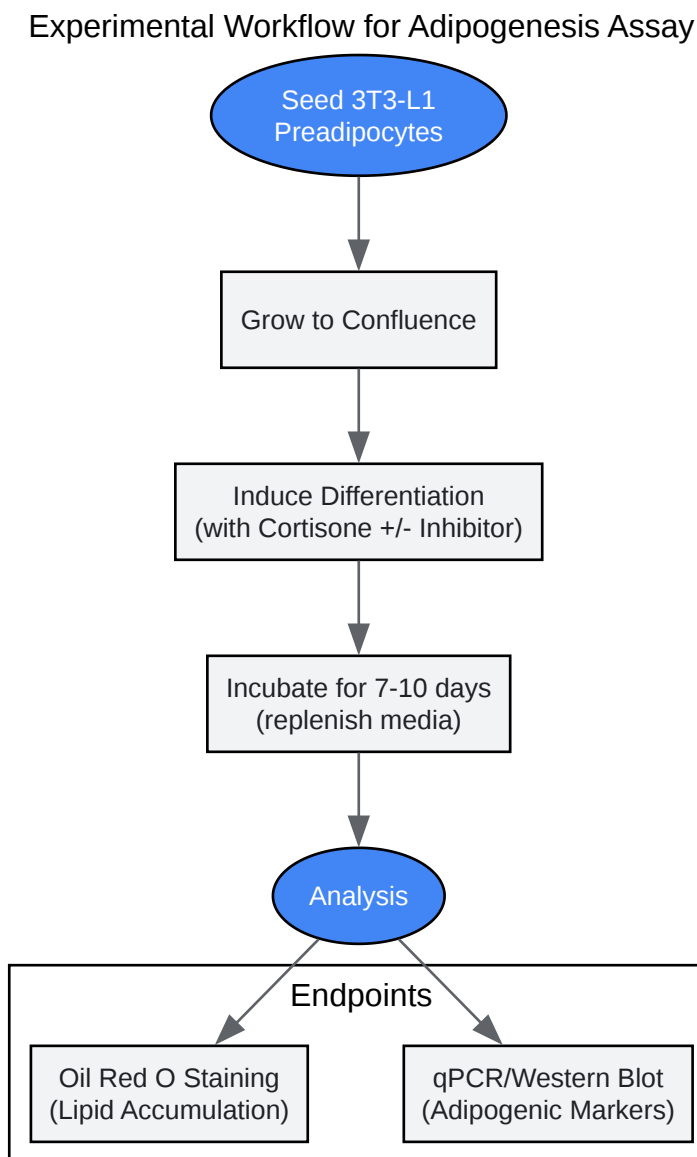 Experimental Workflow for Adipogenesis Assay
Seed 3T3-L1
Preadipocytes
Grow to Confluence
Induce Differentiation
(with Cortisone +/- Inhibitor)
Incubate for 7-10 days
(replenish media)
Analysis
Endpoints
Oil Red O Staining
(Lipid Accumulation)
qPCR/Western Blot
(Adipogenic Markers)